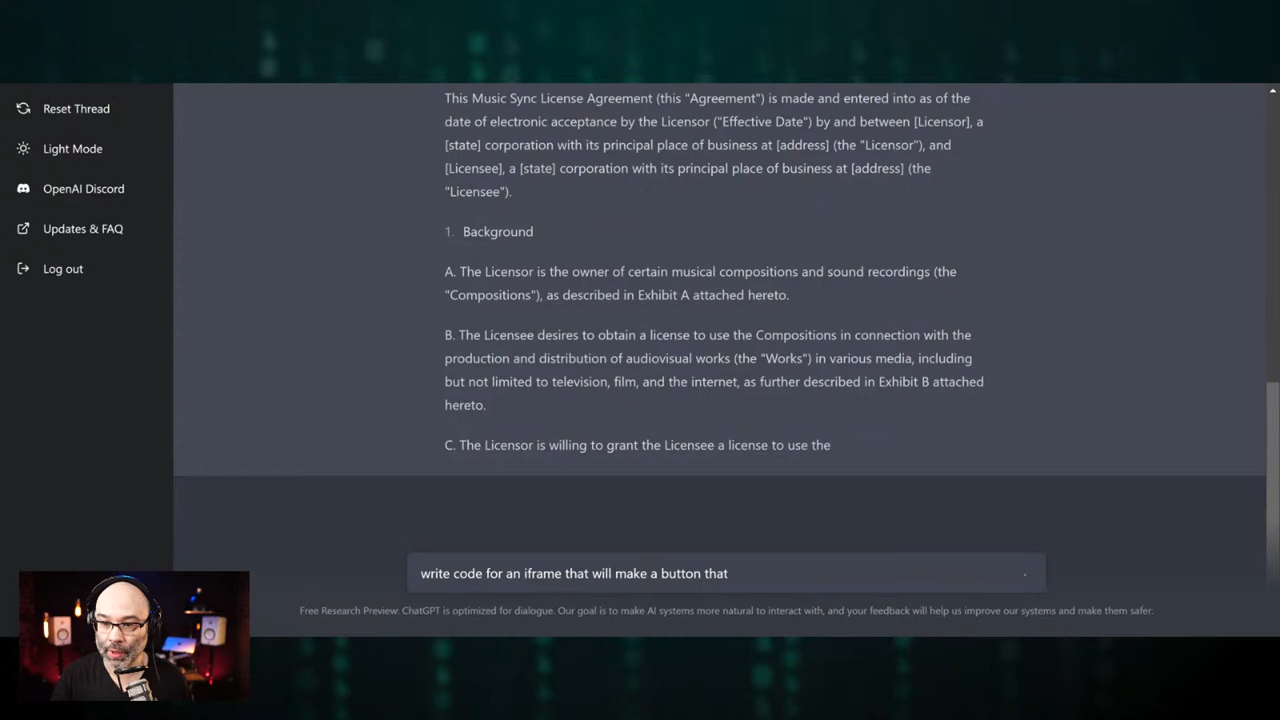 Reset Thread
Light Mode
OpenAI Discord
Updates & FAQ
Log out
This Music Sync License Agreement (this "Agreement") is made and entered into as of the
date of electronic acceptance by the Licensor ("Effective Date") by and between [Licensor], a
[state] corporation with its principal place of business at [address] (the "Licensor"), and
[Licensee], a [state] corporation with its principal place of business at [address] (the
"Licensee").
1. Background
A. The Licensor is the owner of certain musical compositions and sound recordings (the
"Compositions"), as described in Exhibit A attached hereto.
B. The Licensee desires to obtain a license to use the Compositions in connection with the
production and distribution of audiovisual works (the "Works") in various media, including
but not limited to television, film, and the internet, as further described in Exhibit B attached
hereto.
C. The Licensor is willing to grant the Licensee a license to use the
write code for an iframe that will make a button that
Free Research Preview: ChatGPT is optimized for dialogue. Our goal is to make AI systems more natural to interact with, and your feedback will help us improve our systems and make them safer.